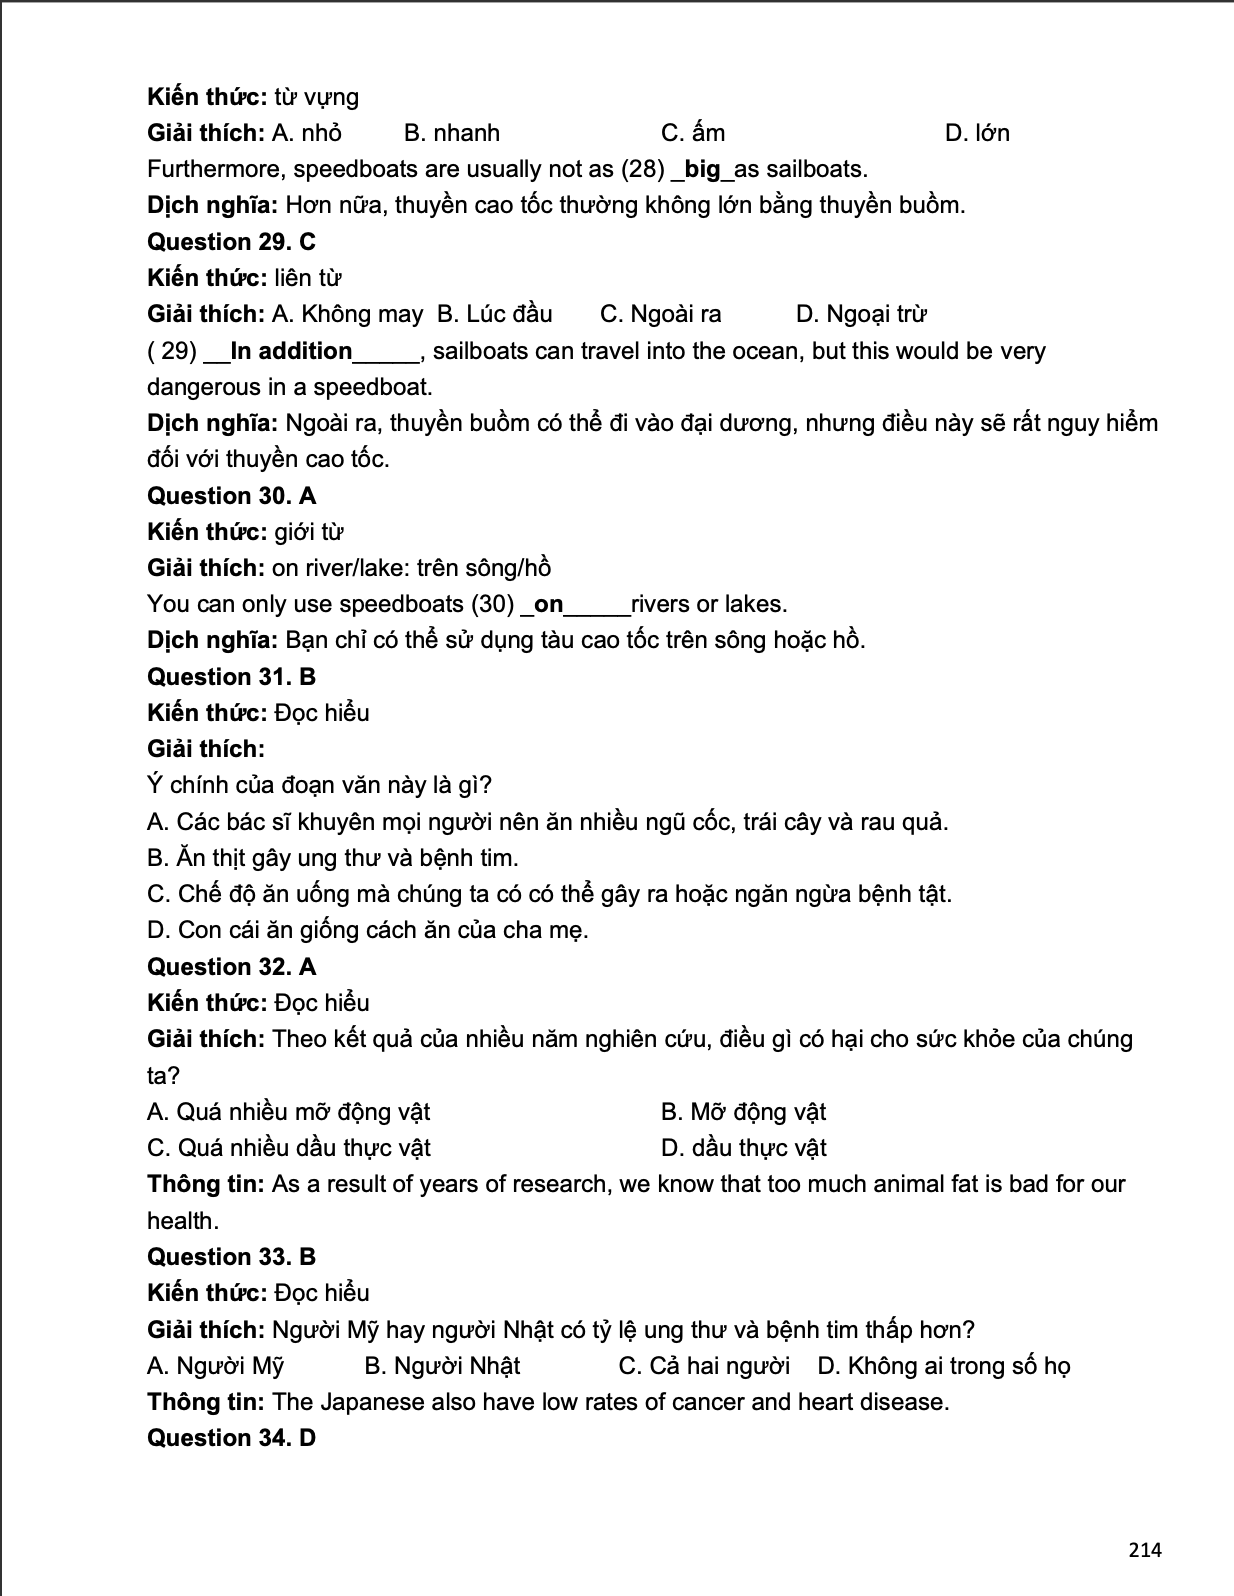 Kiến thức: từ vựng
Giải thích: A. nhỏ B. nhanh C. ấm D. lớn
Furthermore, speedboats are usually not as (28) _big_as sailboats.
Dịch nghĩa: Hơn nữa, thuyền cao tốc thường không lớn bằng thuyền buồm.
Question 29. C
Kiến thức: liên từ
Giải thích: A. Không may B. Lúc đầu C. Ngoài ra D. Ngoại trừ
( 29) __In addition_____, sailboats can travel into the ocean, but this would be very
dangerous in a speedboat.
Dịch nghĩa: Ngoài ra, thuyền buồm có thể đi vào đại dương, nhưng điều này sẽ rất nguy hiểm
đối với thuyền cao tốc.
Question 30. A
Kiến thức: giới từ
Giải thích: on river/lake: trên sông/hồ
You can only use speedboats (30) _on_____rivers or lakes.
Dịch nghĩa: Bạn chỉ có thể sử dụng tàu cao tốc trên sông hoặc hồ.
Question 31. B
Kiến thức: Đọc hiểu
Giải thích:
Ý chính của đoạn văn này là gì?
A. Các bác sĩ khuyên mọi người nên ăn nhiều ngũ cốc, trái cây và rau quả.
B. Ăn thịt gây ung thư và bệnh tim.
C. Chế độ ăn uống mà chúng ta có có thể gây ra hoặc ngăn ngừa bệnh tật.
D. Con cái ăn giống cách ăn của cha mẹ.
Question 32. A
Kiến thức: Đọc hiểu
Giải thích: Theo kết quả của nhiều năm nghiên cứu, điều gì có hại cho sức khỏe của chúng
ta?
A. Quá nhiều mỡ động vật B. Mỡ động vật
C. Quá nhiều dầu thực vật D. dầu thực vật
Thông tin: As a result of years of research, we know that too much animal fat is bad for our
health.
Question 33. B
Kiến thức: Đọc hiểu
Giải thích: Người Mỹ hay người Nhật có tỷ lệ ung thư và bệnh tim thấp hơn?
A. Người Mỹ B. Người Nhật C. Cả hai người D. Không ai trong số họ
Thông tin: The Japanese also have low rates of cancer and heart disease.
Question 34. D
214